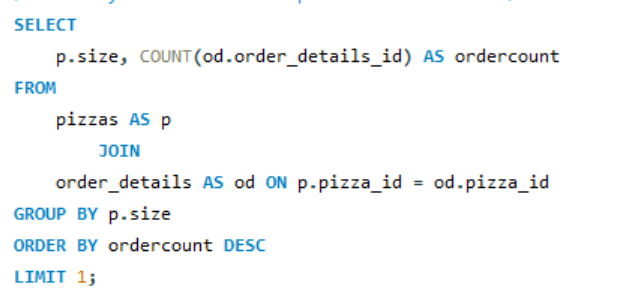 SELECT
p.size, COUNT(od.order_details_id) AS ordercount
FROM
pizzas AS p
JOIN
order_details AS od ON p.pizza_id = od.pizza_id
GROUP BY p.size
ORDER BY ordercount DESC
LIMIT 1;